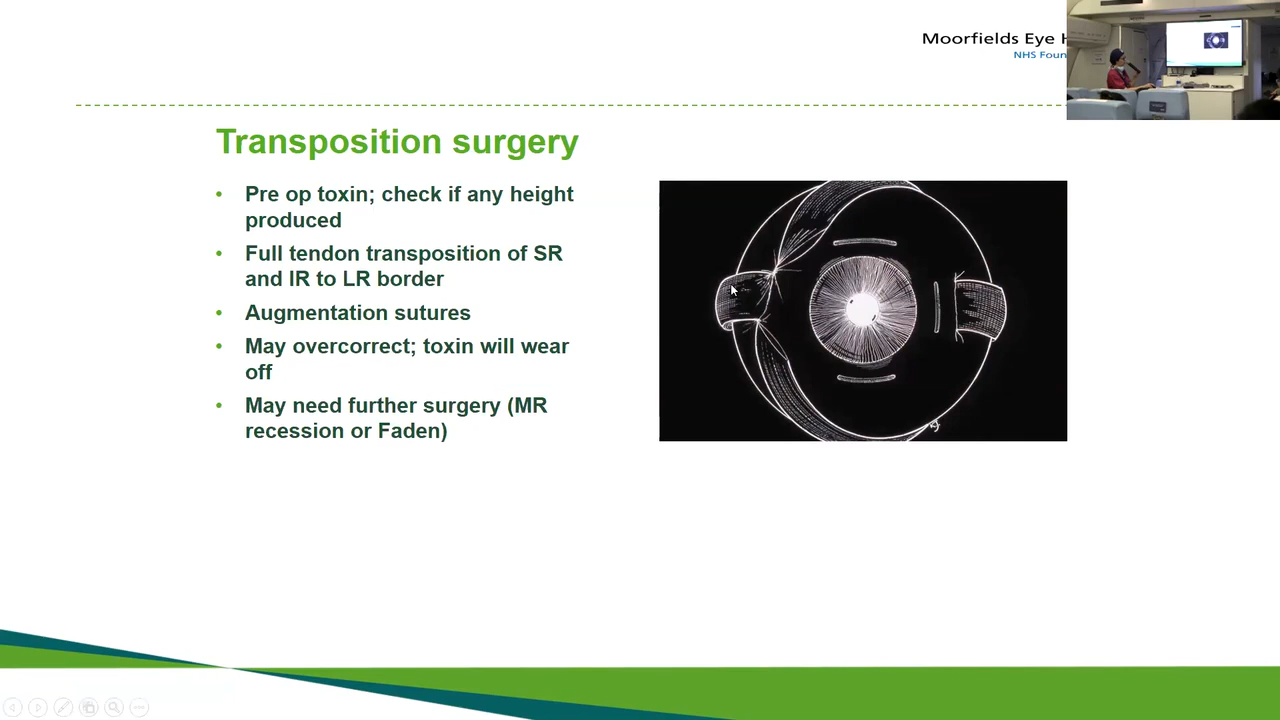 Moorfields Eye H
NHS Foun
Transposition surgery
• Pre op toxin; check if any height
produced
• Full tendon transposition of SR
and IR to LR border
• Augmentation sutures
• May overcorrect; toxin will wear
off
• May need further surgery (MR
recession or Faden)